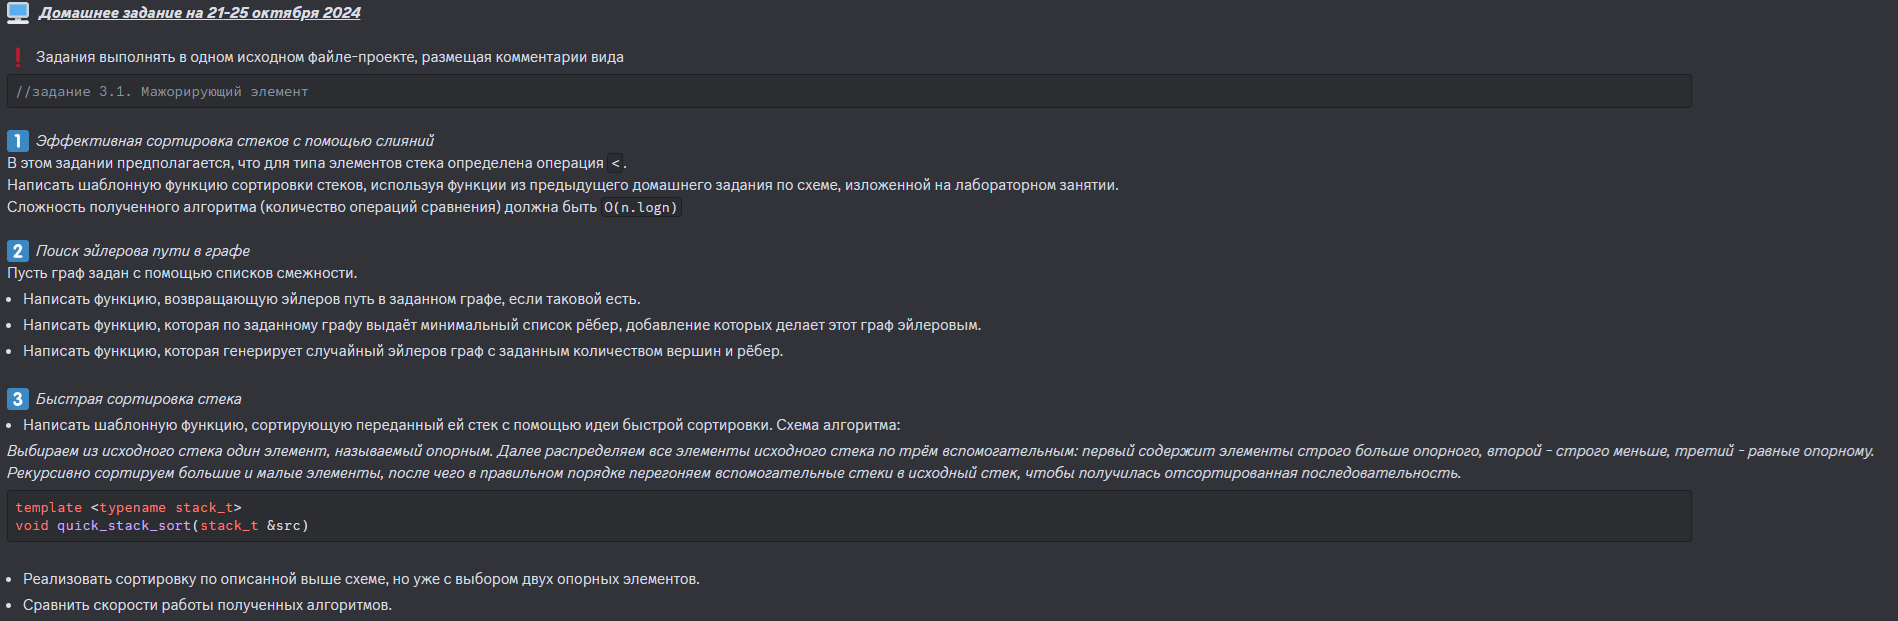 Домашнее задание на 21-25 октября 2024
Задания выполнять в одном исходном файле-проекте, размещая комментарии вида
//задание 3.1. Мажорирующий элемент
1 Эффективная сортировка стеков с помощью слияний
В этом задании предполагается, что для типа элементов стека определена операция <.
Написать шаблонную функцию сортировки стеков, используя функции из предыдущего домашнего задания по схеме, изложенной на лабораторном занятии.
Сложность полученного алгоритма (количество операций сравнения) должна быть O(n.logn)
2 Поиск эйлерова пути в графе
Пусть граф задан с помощью списков смежности.
• Написать функцию, возвращающую эйлеров путь в заданном графе, если таковой есть.
• Написать функцию, которая по заданному графу выдаёт минимальный список рёбер, добавление которых делает этот граф эйлеровым.
• Написать функцию, которая генерирует случайный эйлеров граф с заданным количеством вершин и рёбер.
3 Быстрая сортировка стека
• Написать шаблонную функцию, сортирующую переданный ей стек с помощью идеи быстрой сортировки. Схема алгоритма:
Выбираем из исходного стека один элемент, называемый опорным. Далее распределяем все элементы исходного стека по трём вспомогательным: первый содержит элементы строго больше опорного, второй - строго меньше, третий - равные опорному.
Рекурсивно сортируем большие и малые элементы, после чего в правильном порядке перегоняем вспомогательные стеки в исходный стек, чтобы получилась отсортированная последовательность.
template <typename stack_t>
void quick_stack_sort(stack_t &src)
• Реализовать сортировку по описанной выше схеме, но уже с выбором двух опорных элементов.
• Сравнить скорости работы полученных алгоритмов.